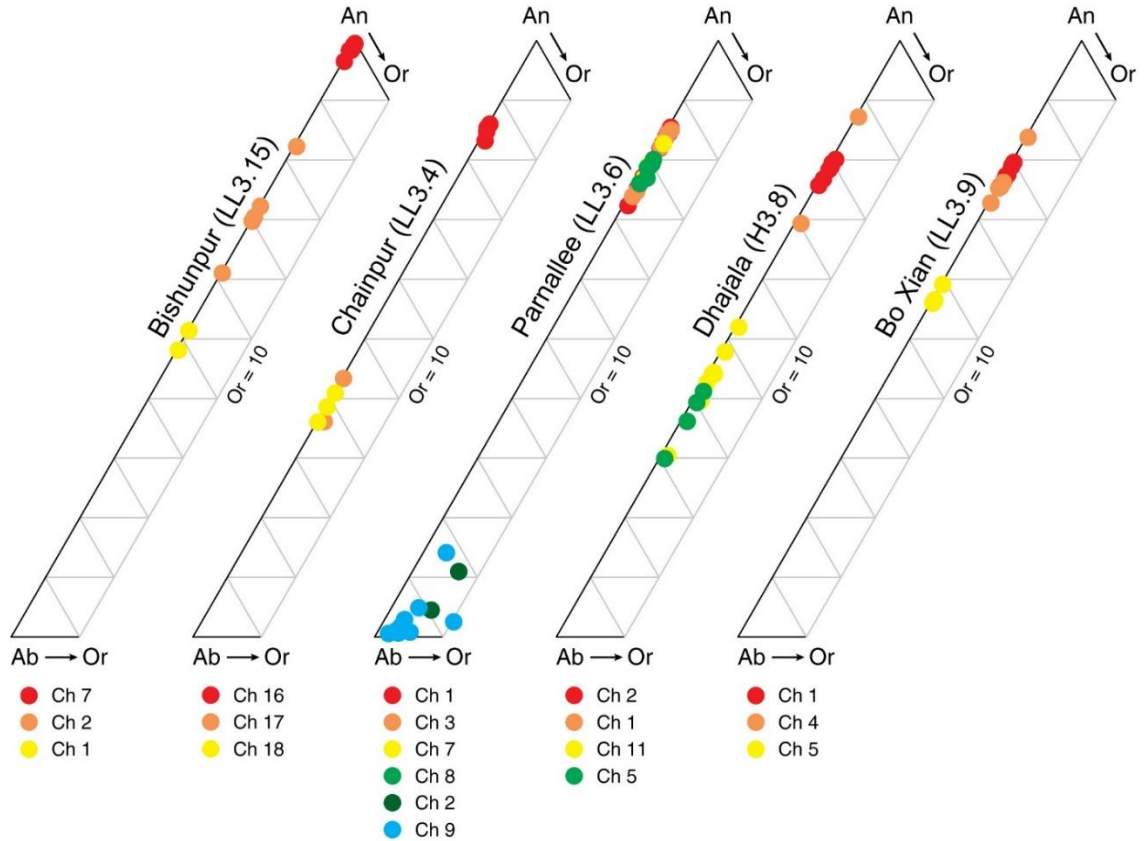 An
Or
An
Or
An
Or
An
Or
An
Or
Bishunpur (LL3.15)
Chainpur (LL3.4)
Parnallee (LL3.6)
Dhajala (H3.8)
Bo Xian (LL3.9)
Or = 10
Or = 10
Or = 10
Or = 10
Ab → Or
Ab → Or
Ab → Or
Ab → Or
Ab → Or
Ch 7
Ch 2
Ch 1
Ch 16
Ch 17
Ch 18
Ch 1
Ch 3
Ch 7
Ch 8
Ch 2
Ch 9
Ch 2
Ch 1
Ch 11
Ch 5
Ch 1
Ch 4
Ch 5